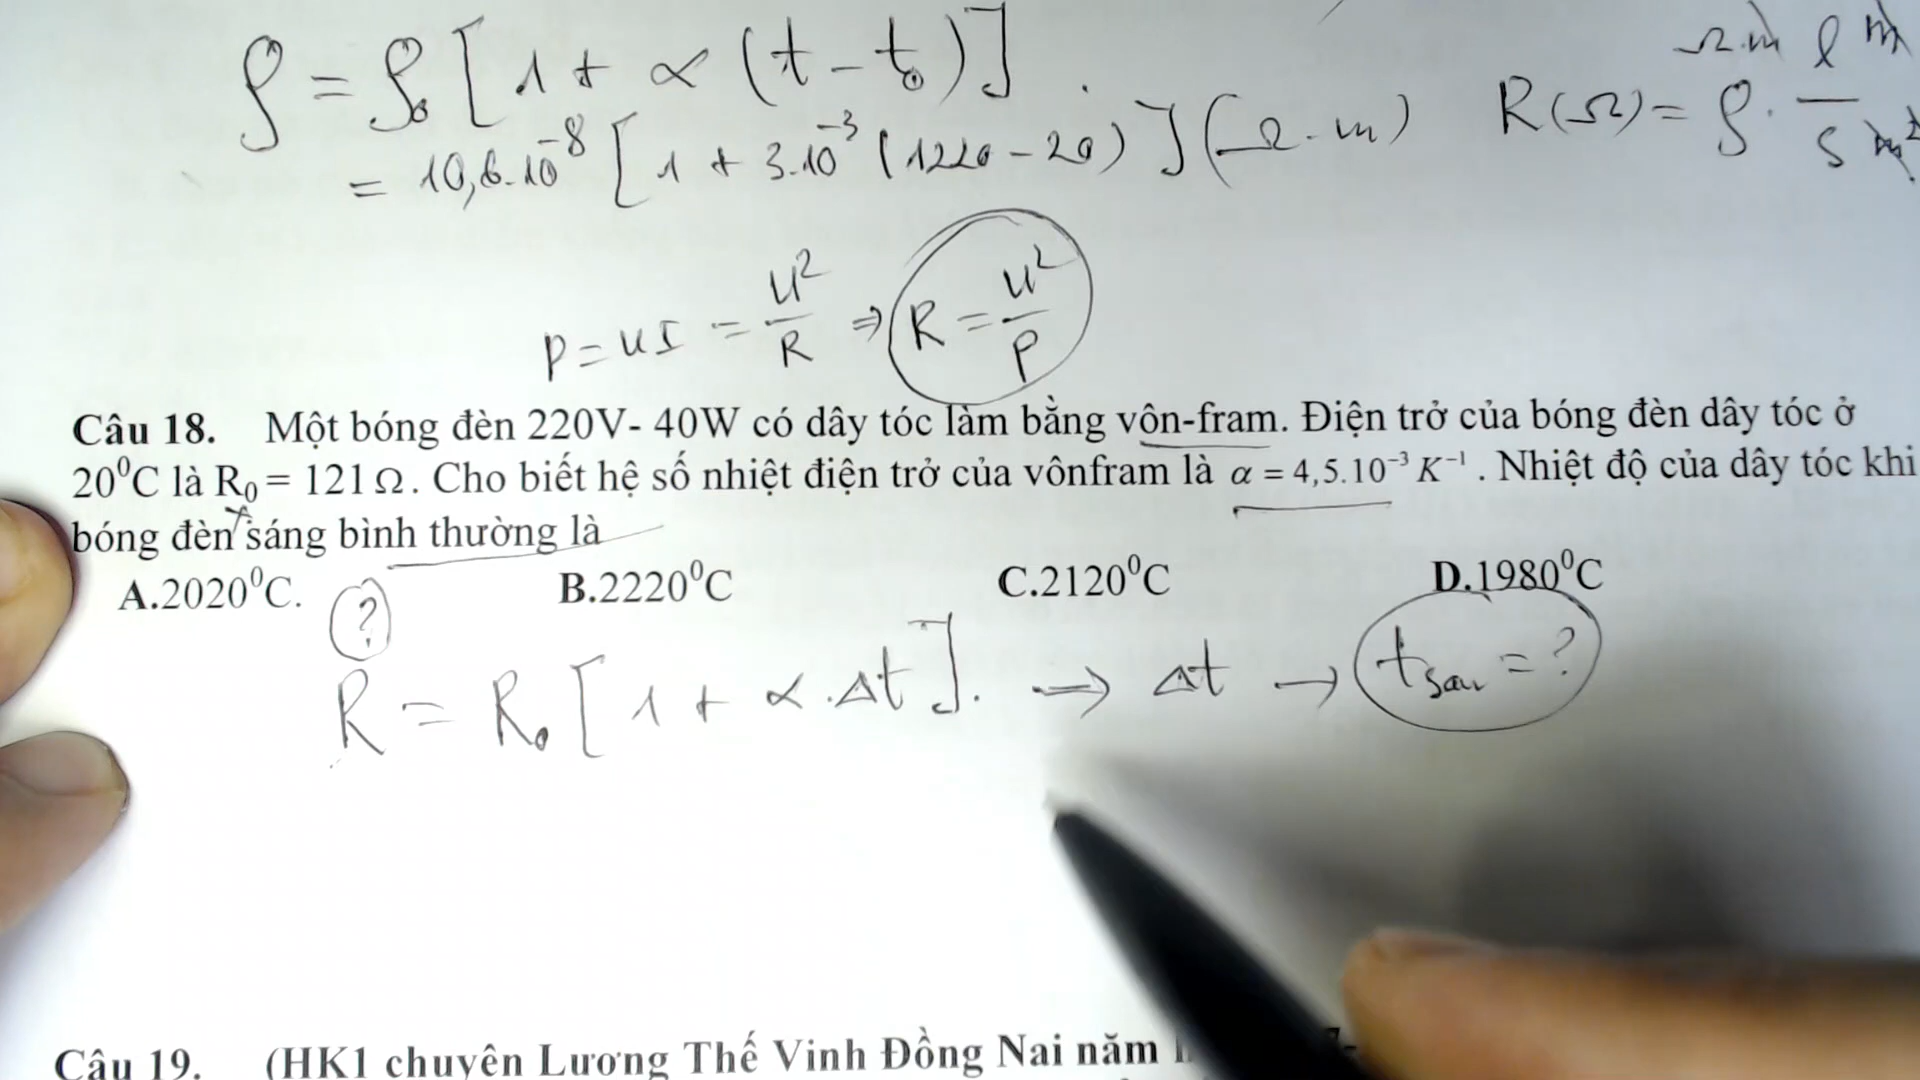 ρ = ρ₀ [1 + α (t - t₀)]
Ω.m l m
R(Ω) = ρ. — S m²
= 10,6.10⁻⁸ [1 + 3.10⁻³ (1220 - 20)] (Ω.m)
P = UI = U²/R ⇒ R = U²/P
Câu 18. Một bóng đèn 220V- 40W có dây tóc làm bằng vôn-fram. Điện trở của bóng đèn dây tóc ở
20⁰C là R₀ = 121 Ω. Cho biết hệ số nhiệt điện trở của vônfram là α = 4,5.10⁻³ K⁻¹. Nhiệt độ của dây tóc khi
bóng đèn sáng bình thường là
A.2020⁰C. B.2220⁰C C.2120⁰C D.1980⁰C
?
R = R₀ [1 + α.Δt]. → Δt → tsau = ?
Câu 19. (HK1 chuyên Lương Thế Vinh Đồng Nai năm